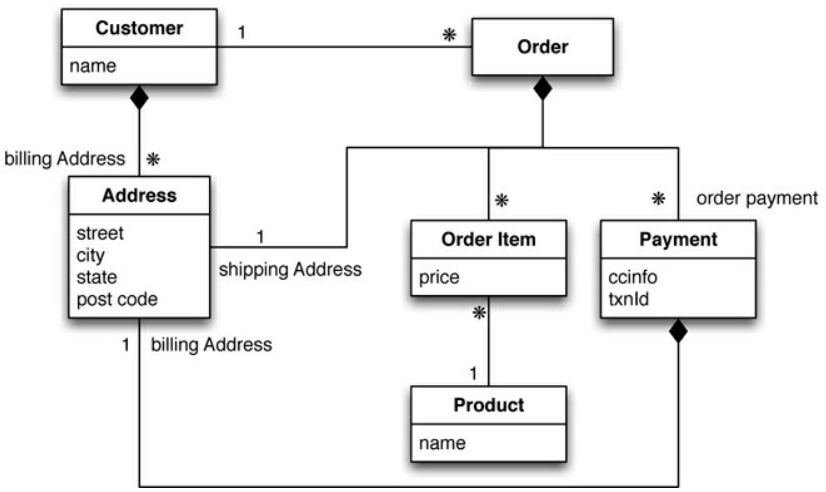 Customer
name
1
*
Order
billing Address
*
Address
street
city
state
post code
1
shipping Address
*
Order Item
price
*
order payment
Payment
ccinfo
txnId
1
billing Address
*
1
Product
name